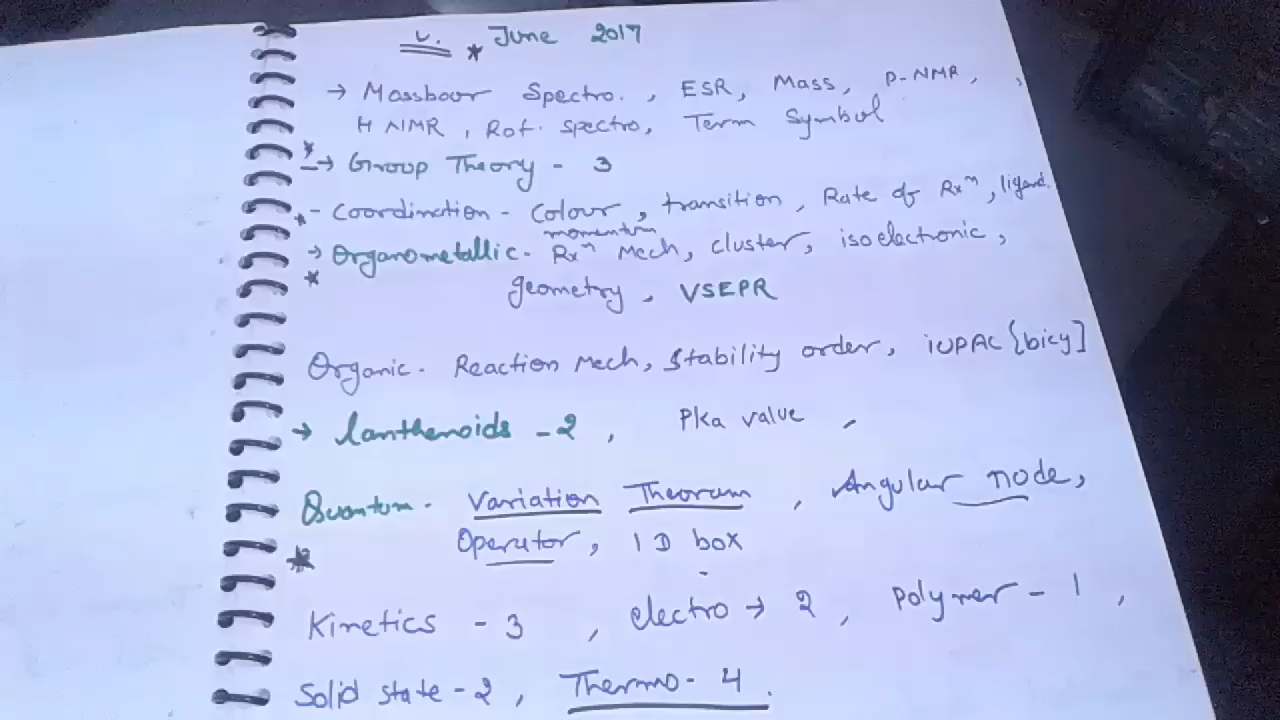 * June 2017
→ Massbour Spectro. , ESR, Mass, P-NMR, ,
H NMR, Rot. spectro, Term Symbol
* → Group Theory - 3
* - Coordination - Colour, transition, Rate of Rxⁿ, ligand.
momentum
→ Organometallic. Rxⁿ Mech, cluster, isoelectronic,
* geometry, VSEPR
Organic. Reaction Mech, stability order, iUPAC {bicy]
→ lanthenoids - 2 , Pka value ,
Quantum. Variation Theoram , Angular node,
* Operator, 1 D box
Kinetics - 3 , electro → 2 , Polymer - 1 ,
Solid state - 2 , Thermo - 4 .